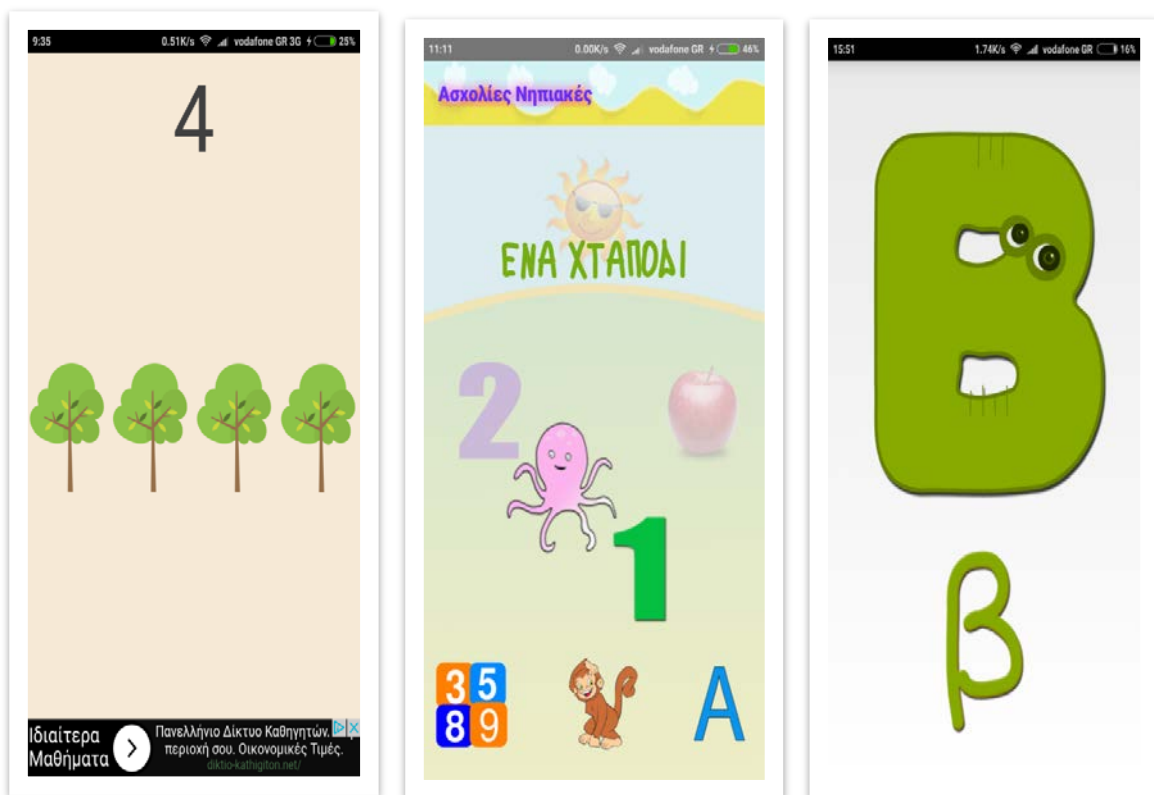 9:35 0.51K/s vodafone GR 3G 25%
4
Ιδιαίτερα
Μαθήματα
Πανελλήνιο Δίκτυο Καθηγητών.
περιοχή σου. Οικονομικές Τιμές.
diktio-kathigiton.net/
11:11 0.00K/s vodafone GR 46%
Ασχολίες Νηπιακές
ΕΝΑ ΧΤΑΠΟΔΙ
2
1
3 5
8 9
A
15:51 1.74K/s vodafone GR 16%
Β
β